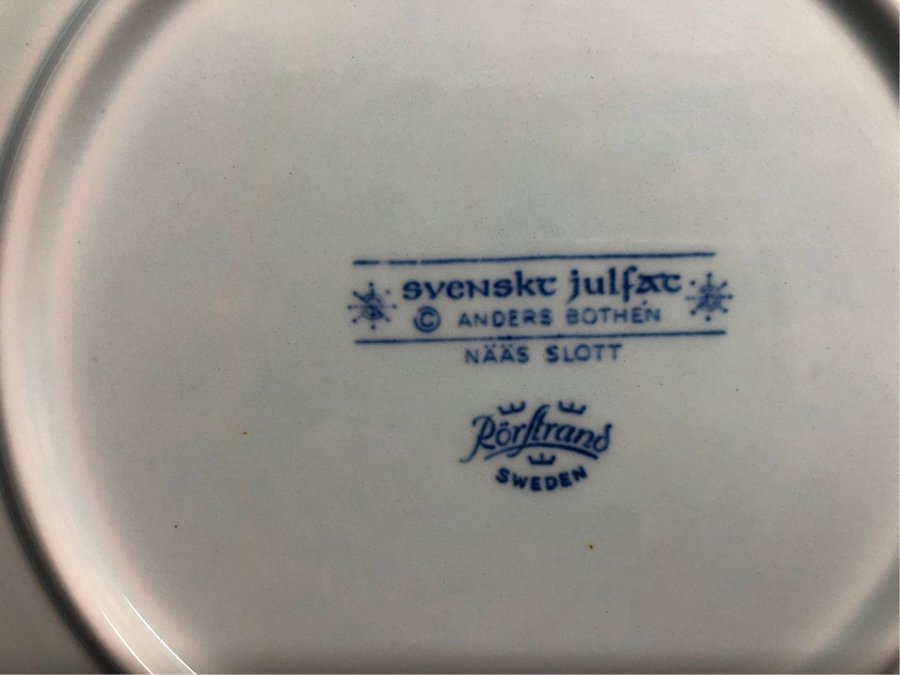 svenskt julfat
© ANDERS BOTHÉN
NÄÄS SLOTT
Rörstrand
SWEDEN